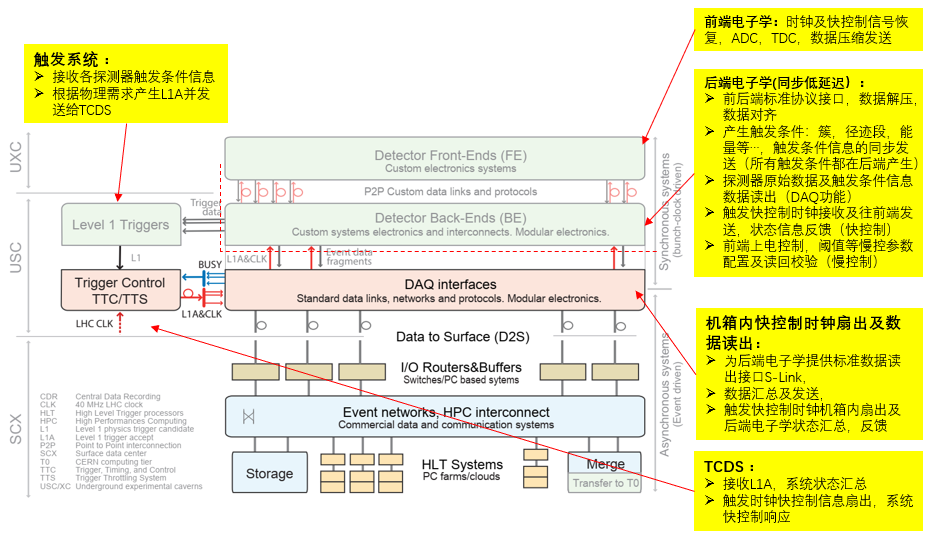 前端电子学：时钟及快控制信号恢
复，ADC，TDC，数据压缩发送
触发系统：
➢ 接收各探测器触发条件信息
➢ 根据物理需求产生L1A并发
送给TCDS
后端电子学(同步低延迟)：
➢ 前后端标准协议接口，数据解压，
数据对齐
➢ 产生触发条件：簇，径迹段，能
量等…，触发条件信息的同步发
送（所有触发条件都在后端产生）
➢ 探测器原始数据及触发条件信息
数据读出（DAQ功能）
➢ 触发快控制时钟接收及往前端发
送，状态信息反馈（快控制）
➢ 前端上电控制，阈值等慢控参数
配置及读回校验（慢控制）
UXC
Detector Front-Ends (FE)
Custom electronics systems
P2P Custom data links and protocols
Synchronous systems
(bunch-clock driven)
USC
Level 1 Triggers
Trigger
data
Detector Back-Ends (BE)
Custom systems electronics and interconnects. Modular electronics.
L1
BUSY
L1A&CLK
Event data
fragments
Trigger Control
TTC/TTS
DAQ interfaces
Standard data links, networks and protocols. Modular electronics.
L1A&CLK
LHC CLK
Data to Surface (D2S)
机箱内快控制时钟扇出及数
据读出：
➢ 为后端电子学提供标准数据读
出接口S-Link，
➢ 数据汇总及发送，
➢ 触发快控制时钟机箱内扇出及
后端电子学状态汇总，反馈
SCX
I/O Routers&Buffers
Switches/PC based sytems
Asynchronous systems
(Event driven)
CDR Central Data Recording
CLK 40 MHz LHC clock
HLT High Level Trigger processors
HPC High Performances Computing
L1 Level 1 physics trigger candidate
L1A Level 1 trigger accept
P2P Point to Point interconnection
SCX Surface data center
T0 CERN computing tier
TTC Trigger, Timing, and Control
TTS Trigger Throttling System
USC/XC Underground experimental caverns
Event networks, HPC interconnect
Commercial data and communication systems
Storage
HLT Systems
PC farms/clouds
Merge
Transfer to T0
TCDS：
➢ 接收L1A，系统状态汇总
➢ 触发时钟快控制信息扇出，系统
快控制响应